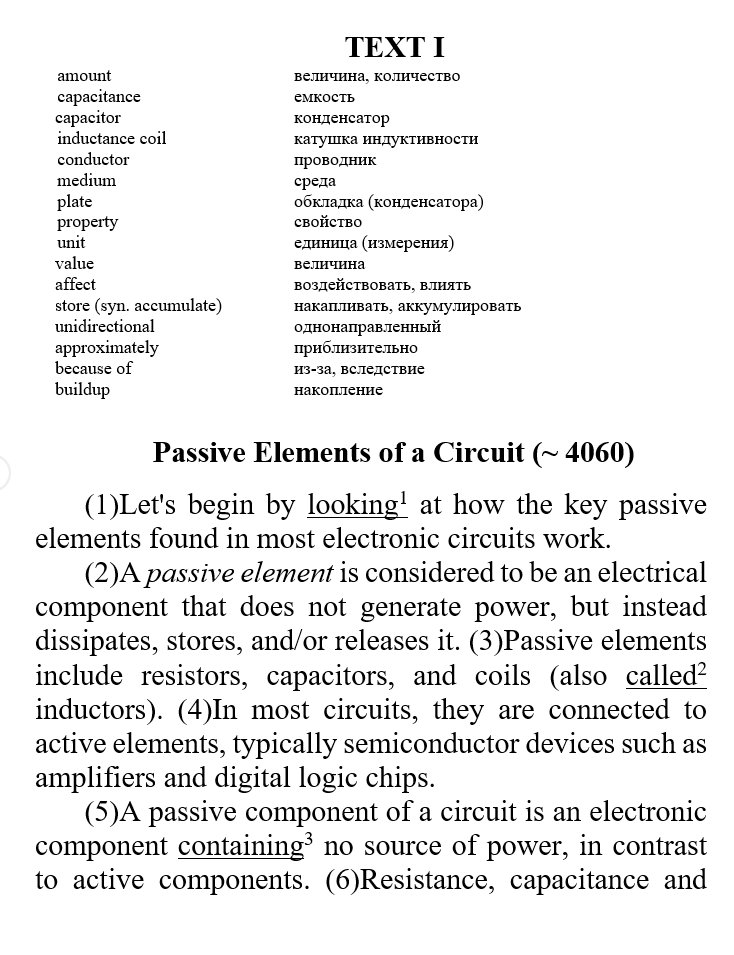 TEXT I
amount величина, количество
capacitance емкость
capacitor конденсатор
inductance coil катушка индуктивности
conductor проводник
medium среда
plate обкладка (конденсатора)
property свойство
unit единица (измерения)
value величина
affect воздействовать, влиять
store (syn. accumulate) накапливать, аккумулировать
unidirectional однонаправленный
approximately приблизительно
because of из-за, вследствие
buildup накопление
Passive Elements of a Circuit (~ 4060)
(1)Let's begin by looking¹ at how the key passive
elements found in most electronic circuits work.
(2)A passive element is considered to be an electrical
component that does not generate power, but instead
dissipates, stores, and/or releases it. (3)Passive elements
include resistors, capacitors, and coils (also called²
inductors). (4)In most circuits, they are connected to
active elements, typically semiconductor devices such as
amplifiers and digital logic chips.
(5)A passive component of a circuit is an electronic
component containing³ no source of power, in contrast
to active components. (6)Resistance, capacitance and